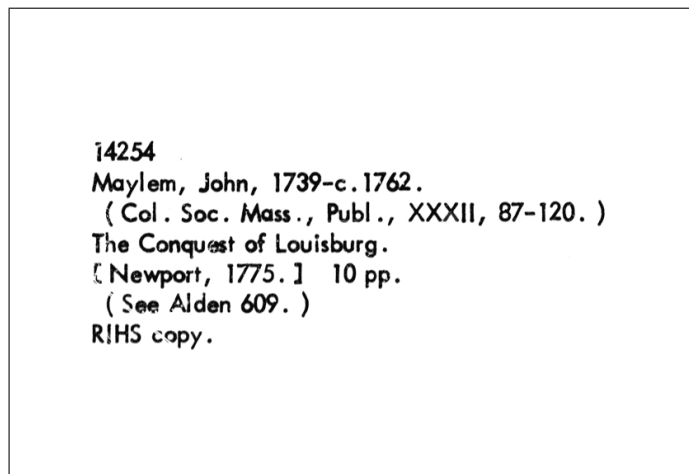 14254
Maylem, John, 1739-c.1762.
( Col. Soc. Mass., Publ., XXXII, 87-120. )
The Conquest of Louisburg.
[ Newport, 1775. ] 10 pp.
( See Alden 609. )
RIHS copy.